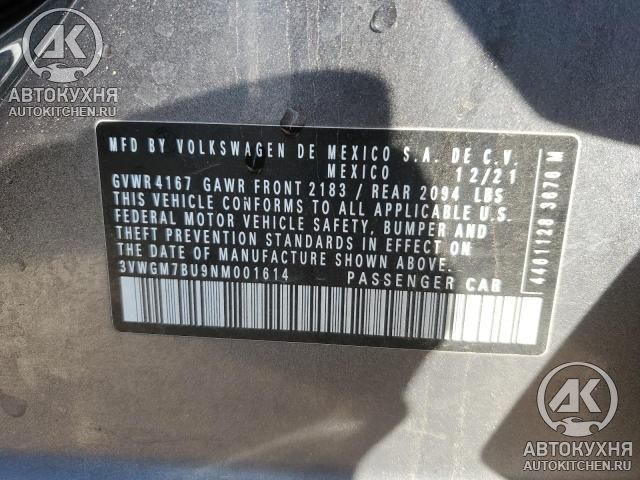 AK
АВТОКУХНЯ
AUTOKITCHEN.RU
MFD BY VOLKSWAGEN DE MEXICO S.A. DE C.V.
MEXICO 12/21
GVWR 4167 GAWR FRONT 2183 / REAR 2094 LBS
THIS VEHICLE CONFORMS TO ALL APPLICABLE U.S.
FEDERAL MOTOR VEHICLE SAFETY, BUMPER AND
THEFT PREVENTION STANDARDS IN EFFECT ON
THE DATE OF MANUFACTURE SHOWN ABOVE.
3VWGM7BU9NM001614 PASSENGER CAR
4401128 3070 M
AK
АВТОКУХНЯ
AUTOKITCHEN.RU